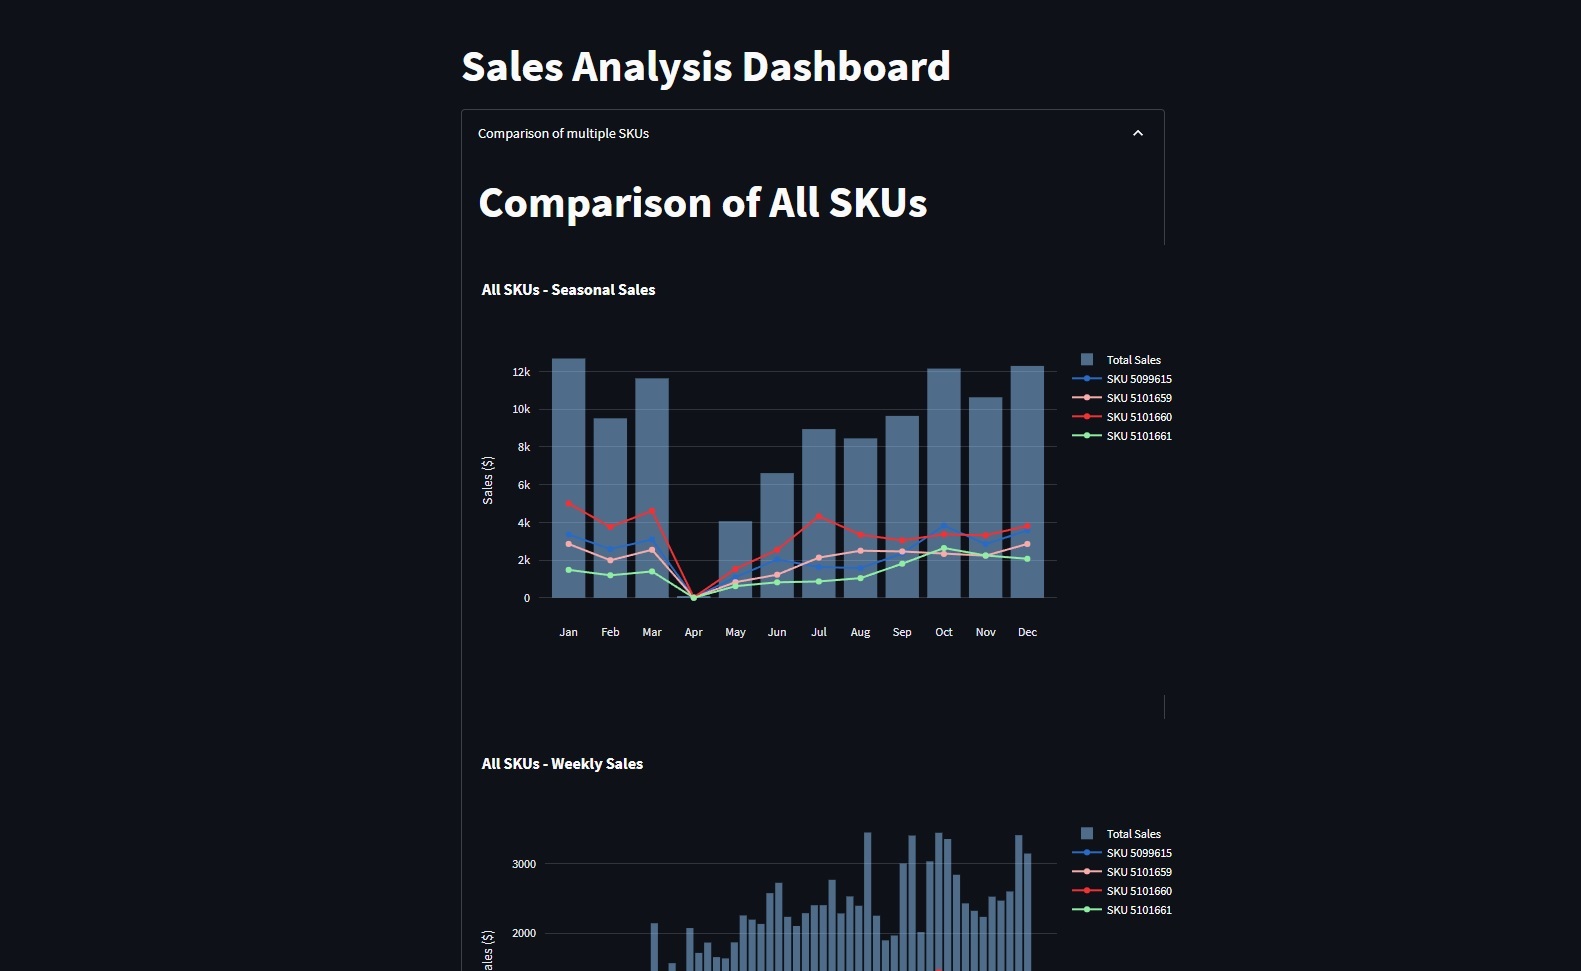 Sales Analysis Dashboard
Comparison of multiple SKUs
Comparison of All SKUs
All SKUs - Seasonal Sales
12k
10k
8k
6k
4k
2k
0
Sales ($)
Jan Feb Mar Apr May Jun Jul Aug Sep Oct Nov Dec
Total Sales
SKU 5099615
SKU 5101659
SKU 5101660
SKU 5101661
All SKUs - Weekly Sales
3000
2000
ales ($)
Total Sales
SKU 5099615
SKU 5101659
SKU 5101660
SKU 5101661